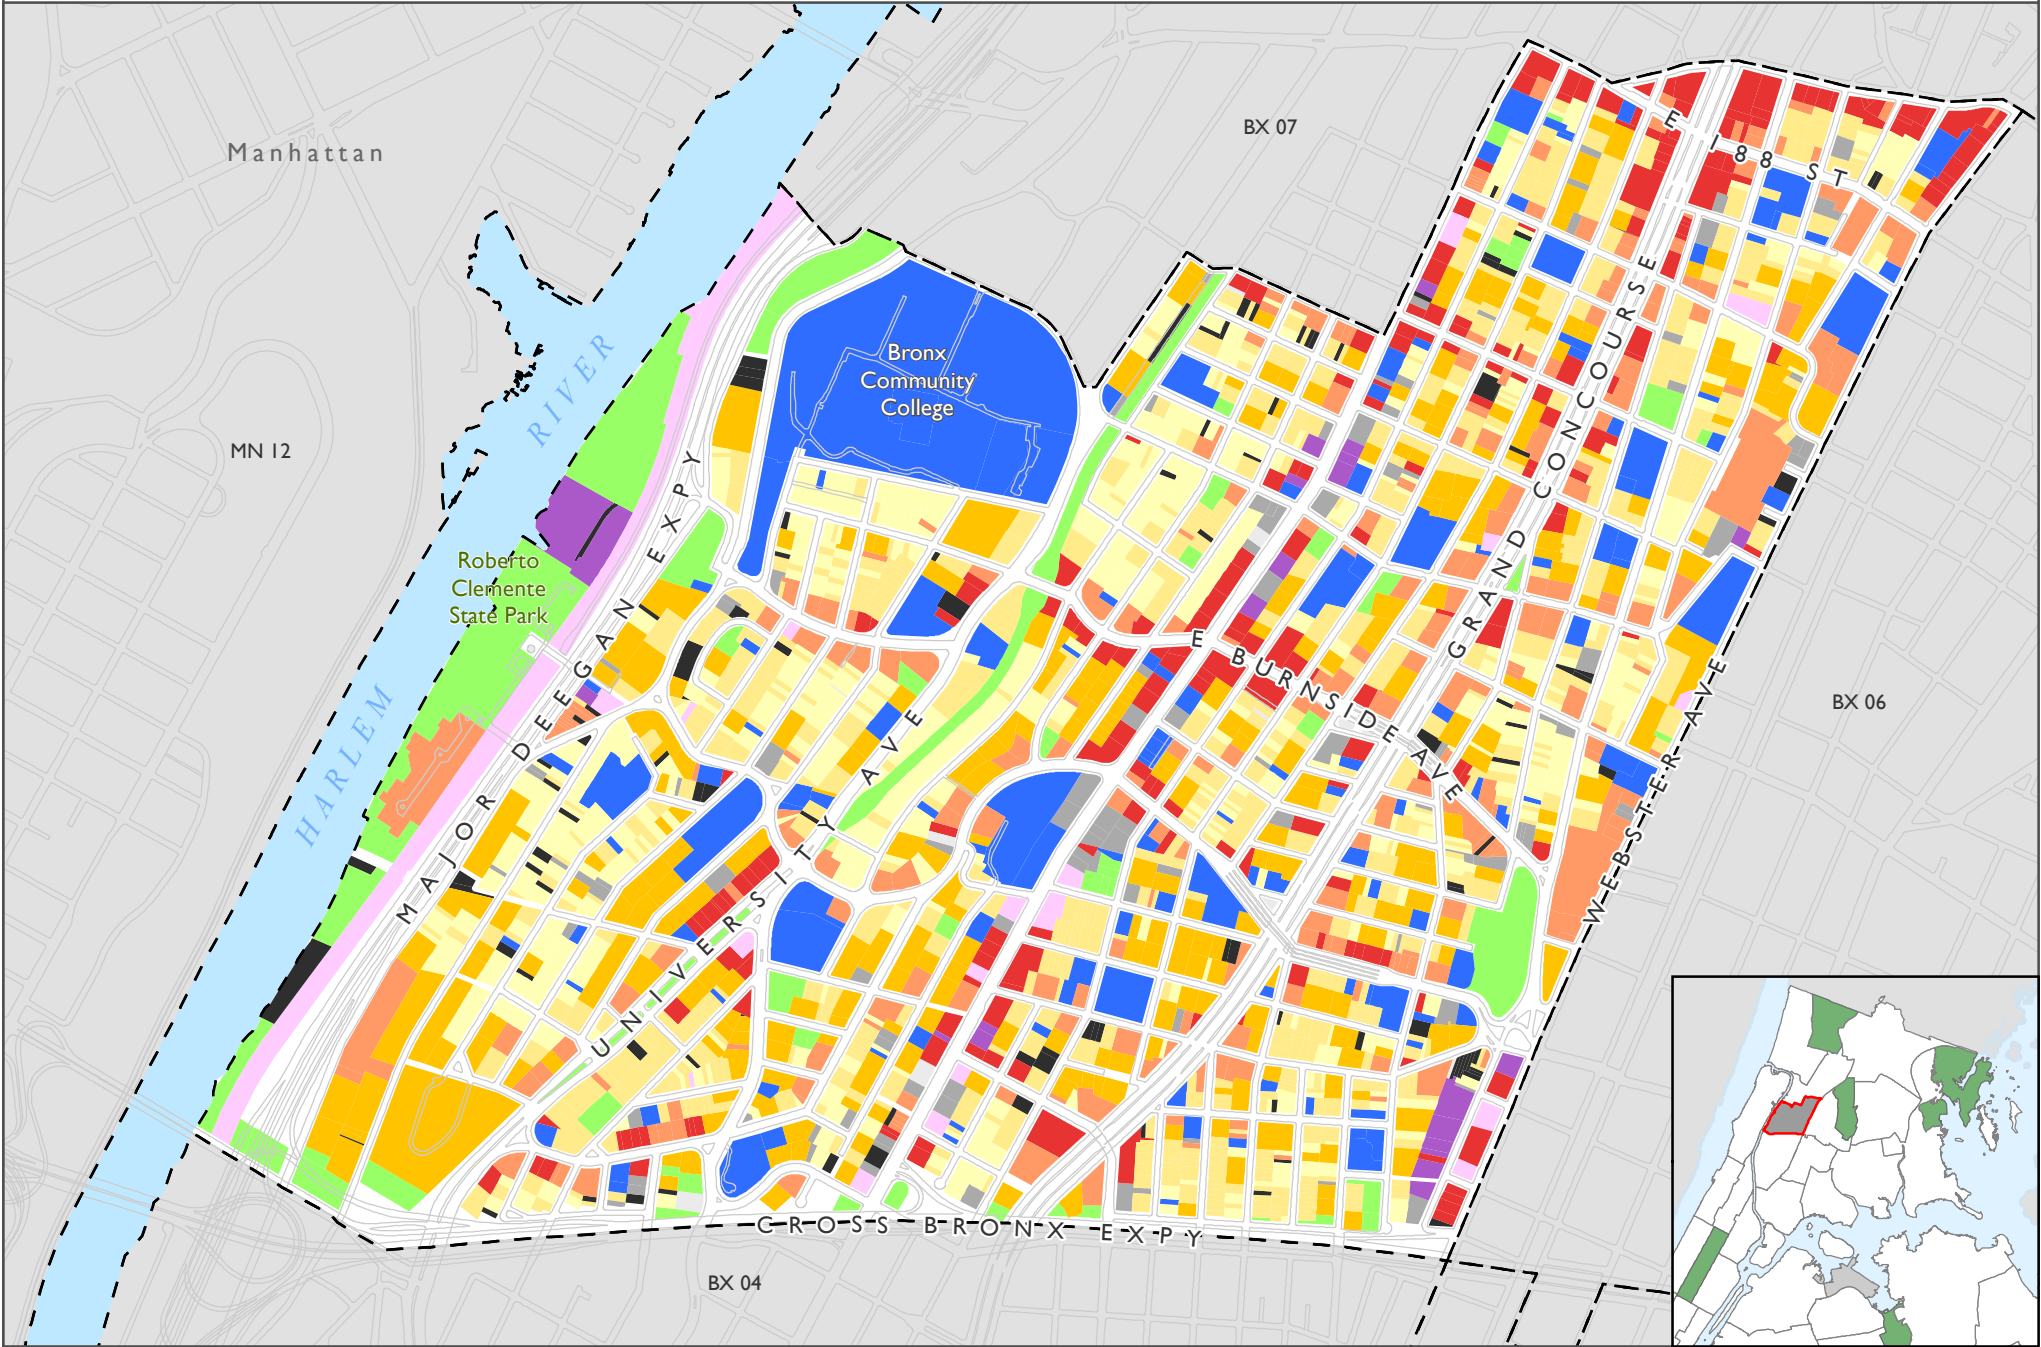 Manhattan
BX 07
E 188 ST
Bronx
Community
College
MN 12
HARLEM RIVER
Roberto
Clemente
State Park
MAJOR DEEGAN EXPY
GRAND CONCOURSE
E BURNSIDE AVE
UNIVERSITY AVE
WEBSTER AVE
BX 06
CROSS BRONX EXPY
BX 04